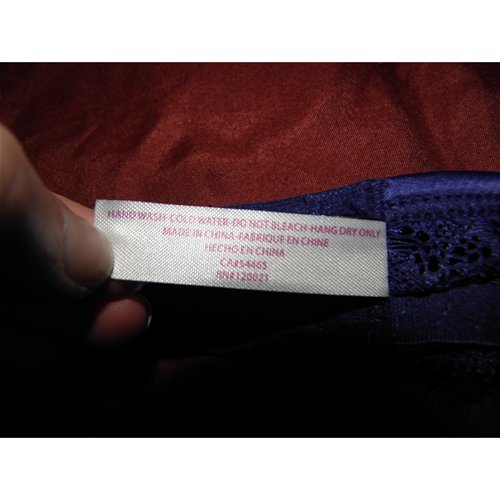 HAND WASH-COLD WATER-DO NOT BLEACH-HANG DRY ONLY
MADE IN CHINA-FABRIQUE EN CHINE
HECHO EN CHINA
CA#54465
RN#120021